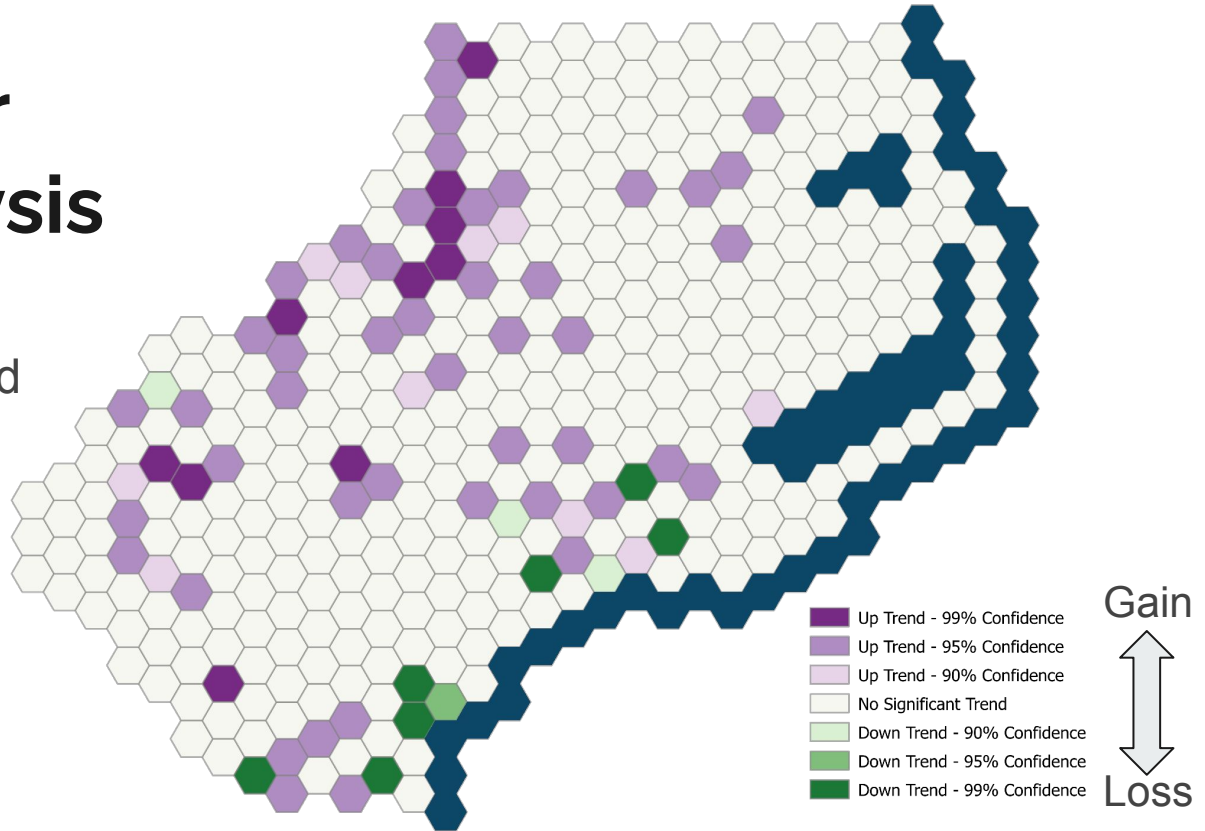 r
ysis
d
Gain
Up Trend - 99% Confidence
Up Trend - 95% Confidence
Up Trend - 90% Confidence
No Significant Trend
Down Trend - 90% Confidence
Down Trend - 95% Confidence
Down Trend - 99% Confidence
Loss